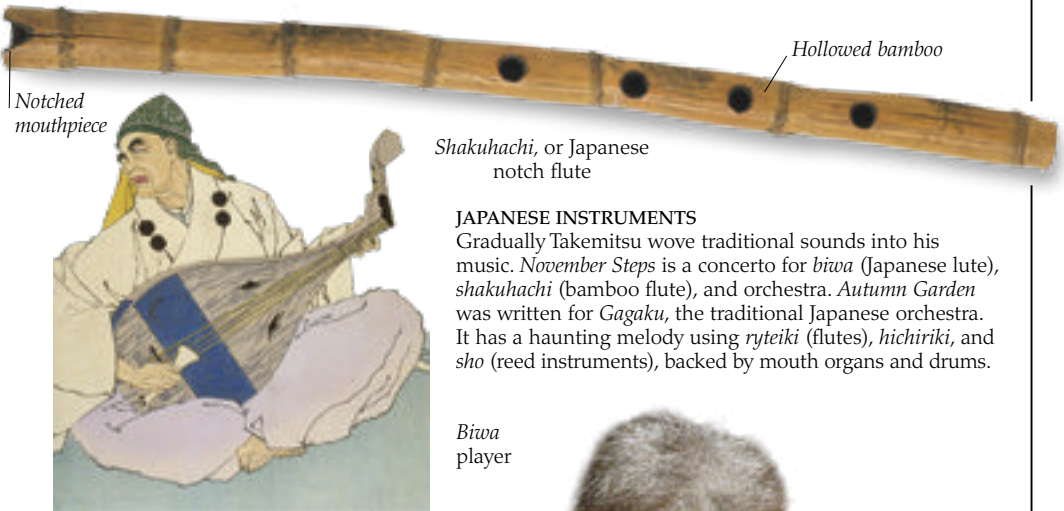 Hollowed bamboo
Notched
mouthpiece
Shakuhachi, or Japanese
notch flute
JAPANESE INSTRUMENTS
Gradually Takemitsu wove traditional sounds into his
music. November Steps is a concerto for biwa (Japanese lute),
shakuhachi (bamboo flute), and orchestra. Autumn Garden
was written for Gagaku, the traditional Japanese orchestra.
It has a haunting melody using ryteiki (flutes), hichiriki, and
sho (reed instruments), backed by mouth organs and drums.
Biwa
player